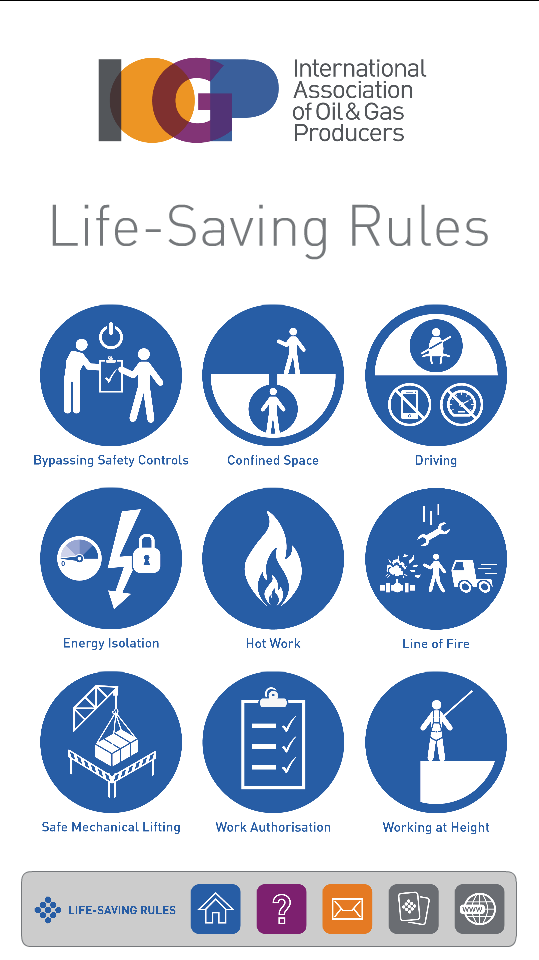 IOGP
International
Association
of Oil & Gas
Producers
Life-Saving Rules
Bypassing Safety Controls
Confined Space
Driving
Energy Isolation
Hot Work
Line of Fire
Safe Mechanical Lifting
Work Authorisation
Working at Height
LIFE-SAVING RULES
?
WWW